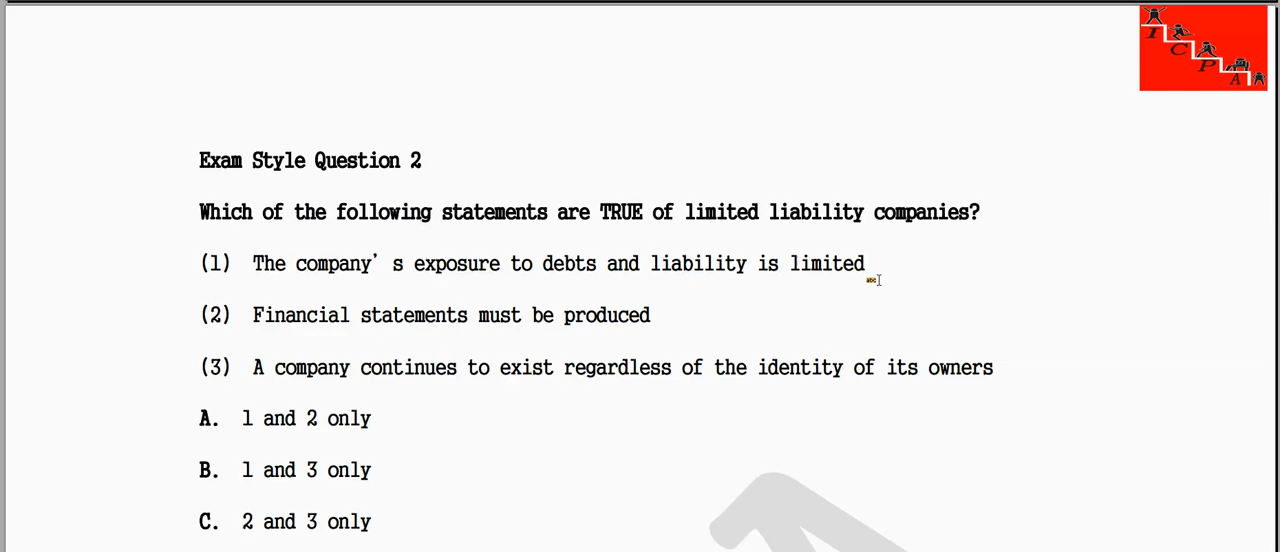 I
C
P
A
Exam Style Question 2
Which of the following statements are TRUE of limited liability companies?
(1) The company's exposure to debts and liability is limited
abc
(2) Financial statements must be produced
(3) A company continues to exist regardless of the identity of its owners
A. 1 and 2 only
B. 1 and 3 only
C. 2 and 3 only